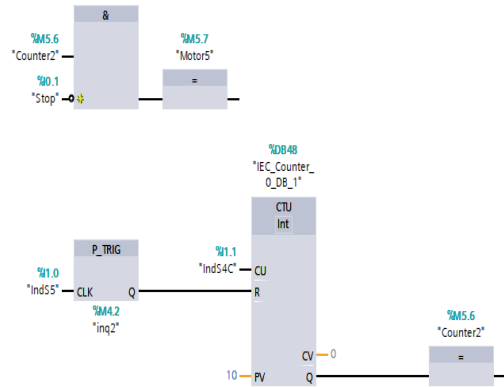 &
%M5.6
"Counter2"
%I0.1
"Stop"
%M5.7
"Motor5"
=
%DB48
"IEC_Counter_
0_DB_1"
CTU
Int
P_TRIG
%I1.0
"IndS5"
CLK
Q
%M4.2
"inq2"
%I1.1
"IndS4C"
CU
R
CV
0
10
PV
Q
%M5.6
"Counter2"
=